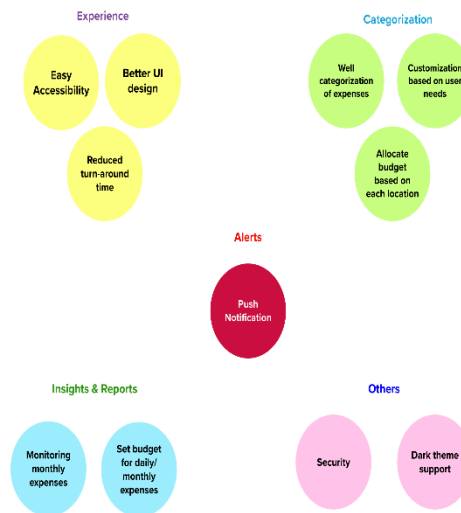 Experience
Easy
Accessibility
Better UI
design
Reduced
turn-around
time
Categorization
Well
categorization
of expenses
Customization
based on user
needs
Allocate
budget
based on
each location
Alerts
Push
Notification
Insights & Reports
Monitoring
monthly
expenses
Set budget
for daily/
monthly
expenses
Others
Security
Dark theme
support